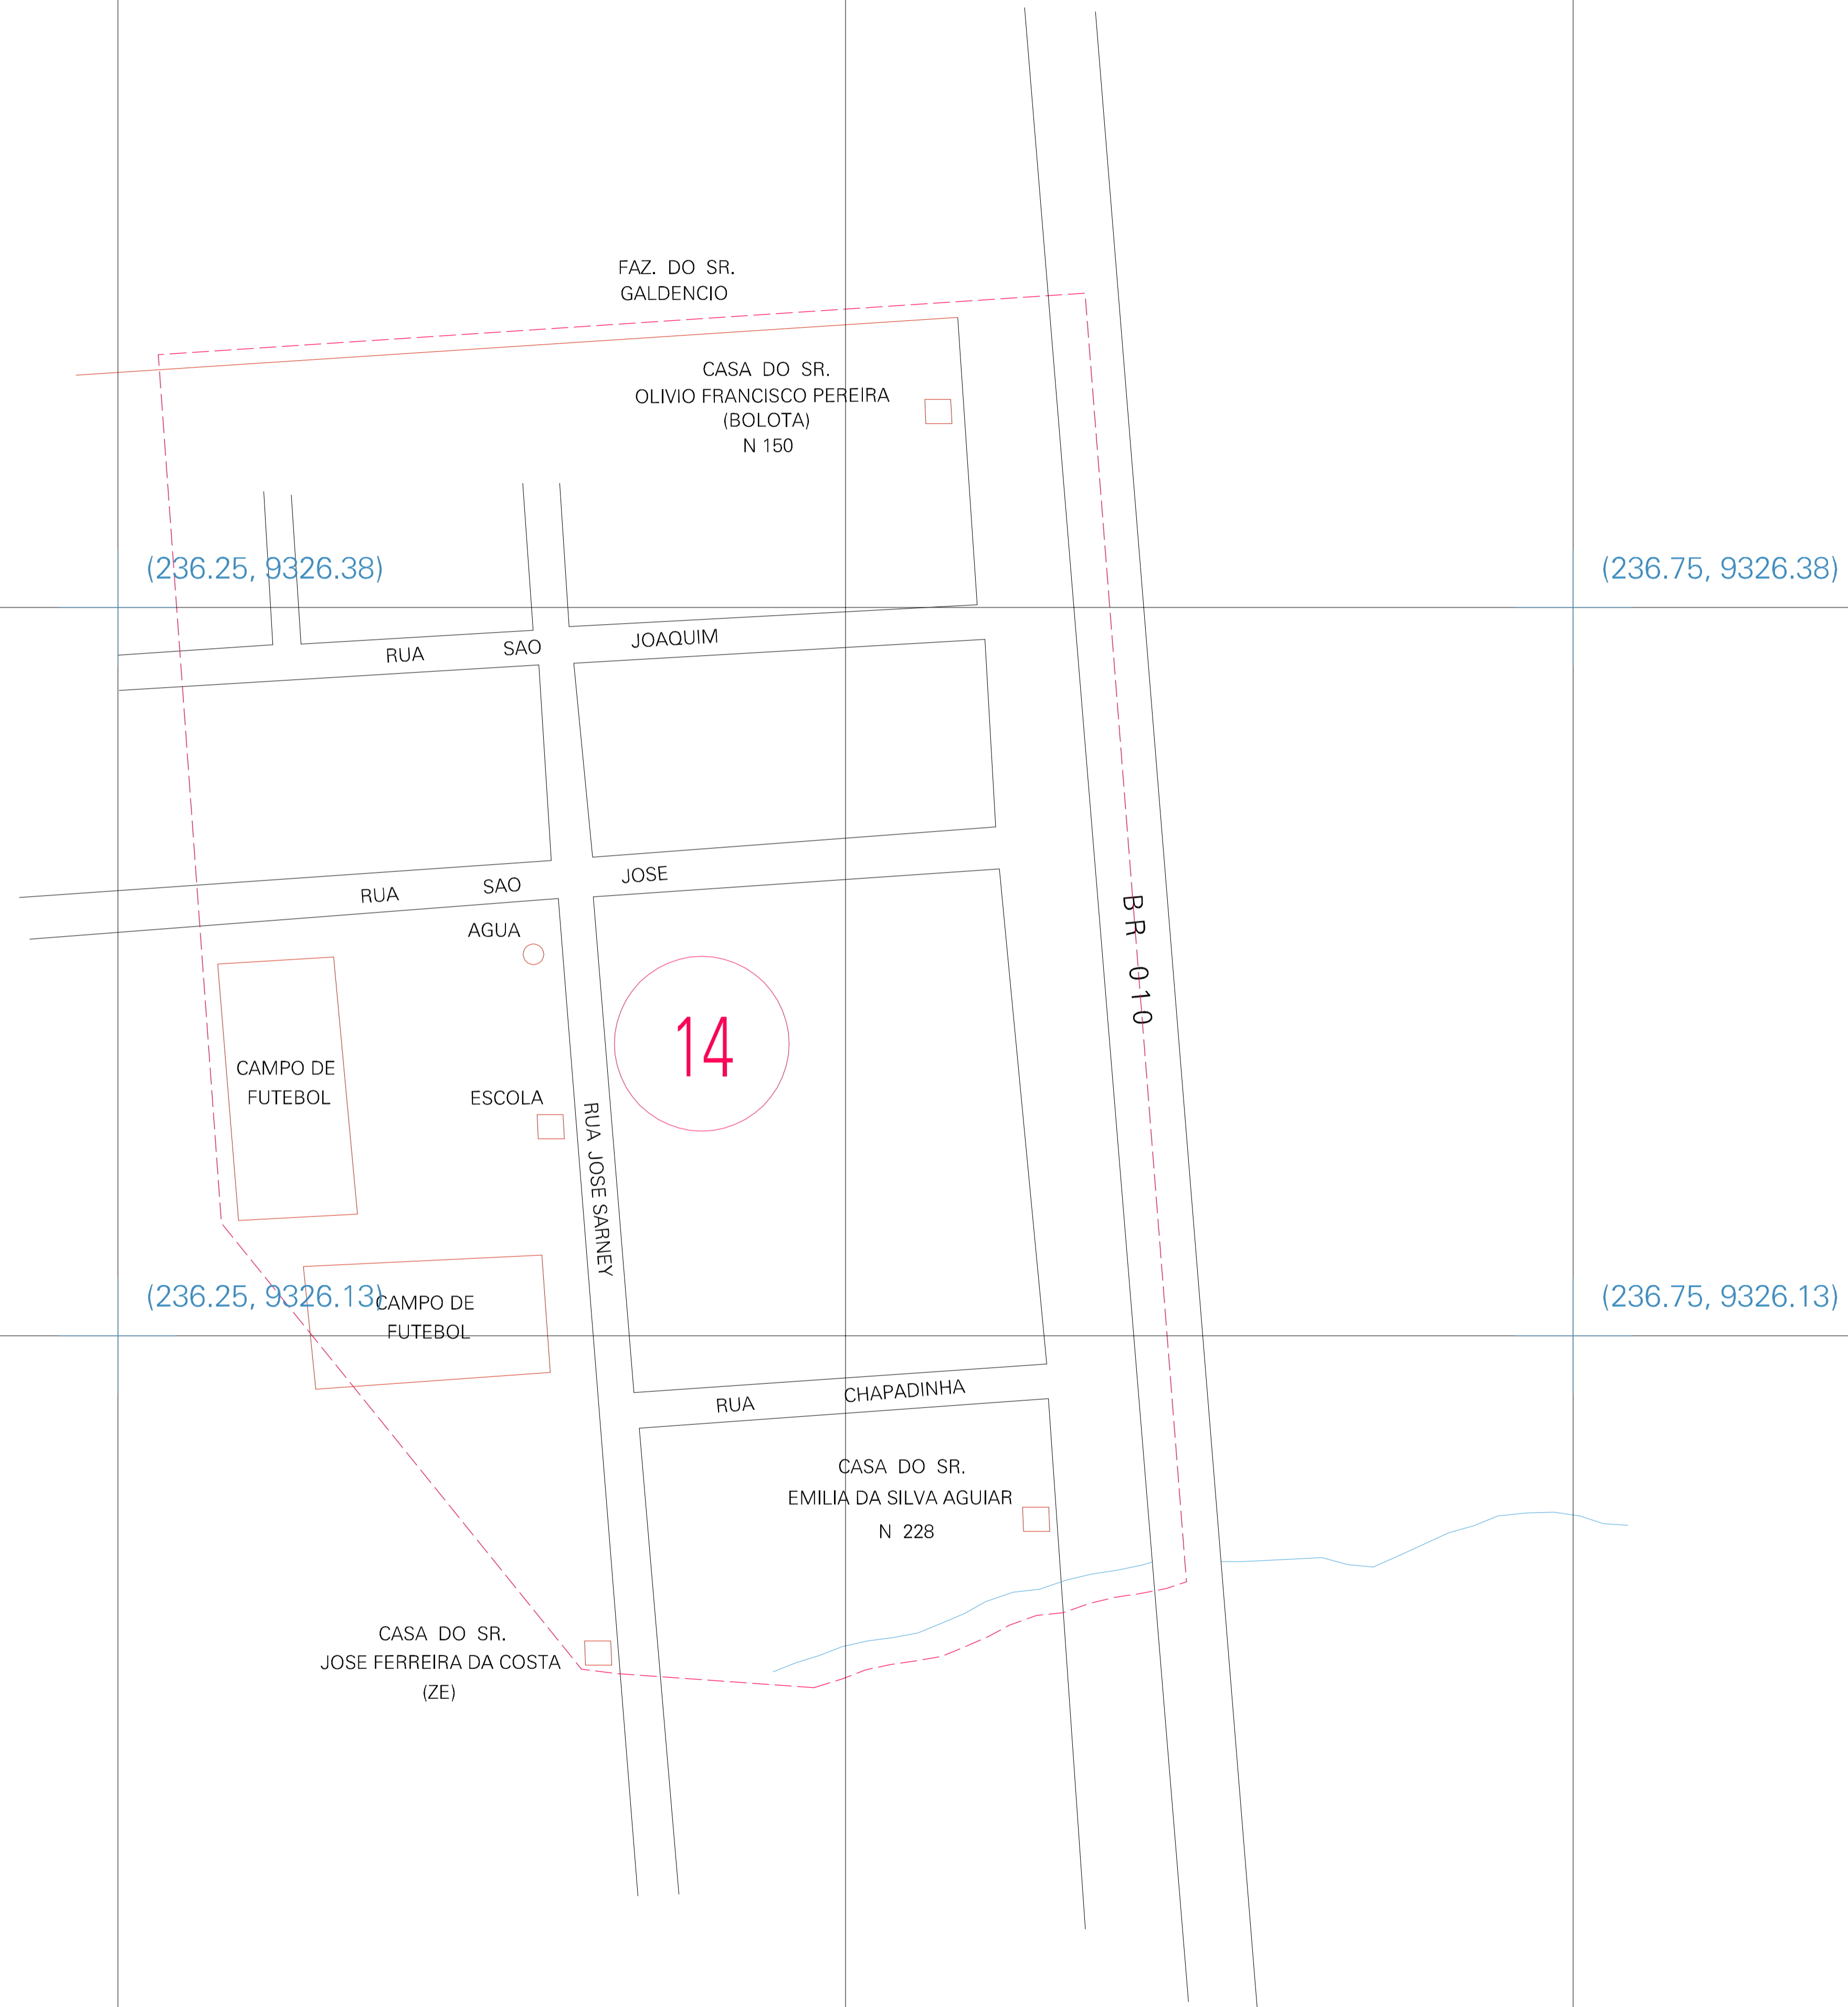 FAZ. DO SR.
GALDENCIO
CASA DO SR.
OLIVIO FRANCISCO PEREIRA
(BOLOTA)
N 150
(236.25, 9326.38)
(236.75, 9326.38)
RUA SAO JOAQUIM
RUA SAO JOSE
AGUA
BR 010
14
CAMPO DE
FUTEBOL
ESCOLA
RUA JOSE SARNEY
(236.25, 9326.13)
(236.75, 9326.13)
CAMPO DE
FUTEBOL
RUA CHAPADINHA
CASA DO SR.
EMILIA DA SILVA AGUIAR
N 228
CASA DO SR.
JOSE FERREIRA DA COSTA
(ZE)